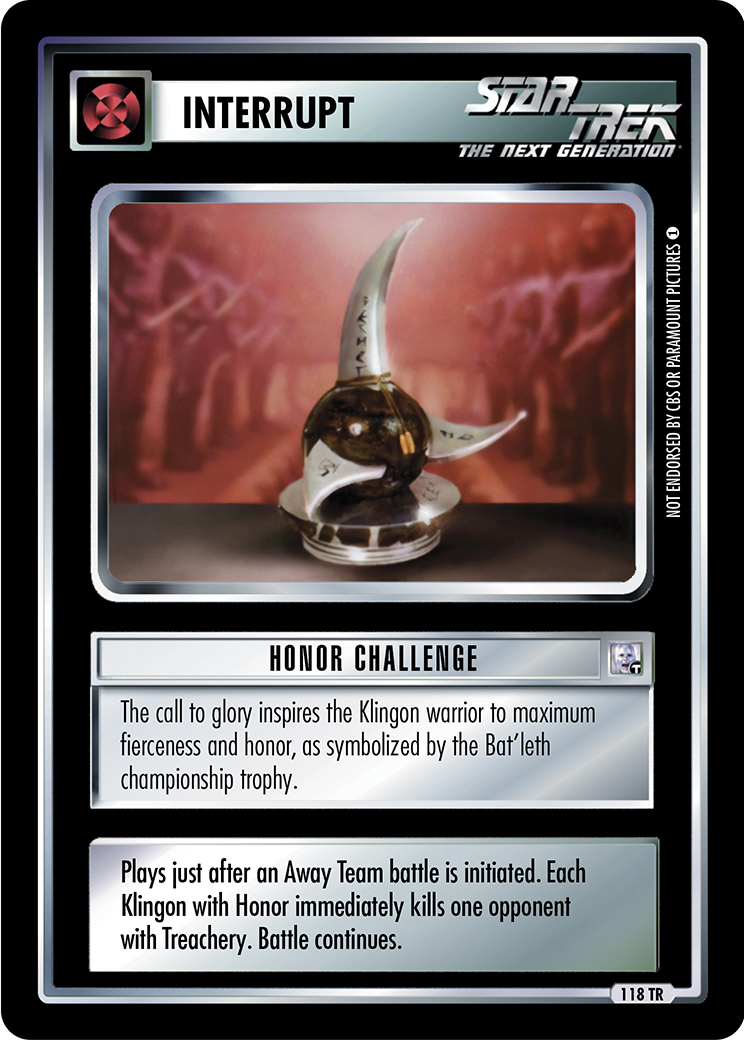 INTERRUPT
STAR TREK
THE NEXT GENERATION
NOT ENDORSED BY CBS OR PARAMOUNT PICTURES 1
HONOR CHALLENGE
T
The call to glory inspires the Klingon warrior to maximum
fierceness and honor, as symbolized by the Bat'leth
championship trophy.
Plays just after an Away Team battle is initiated. Each
Klingon with Honor immediately kills one opponent
with Treachery. Battle continues.
118 TR